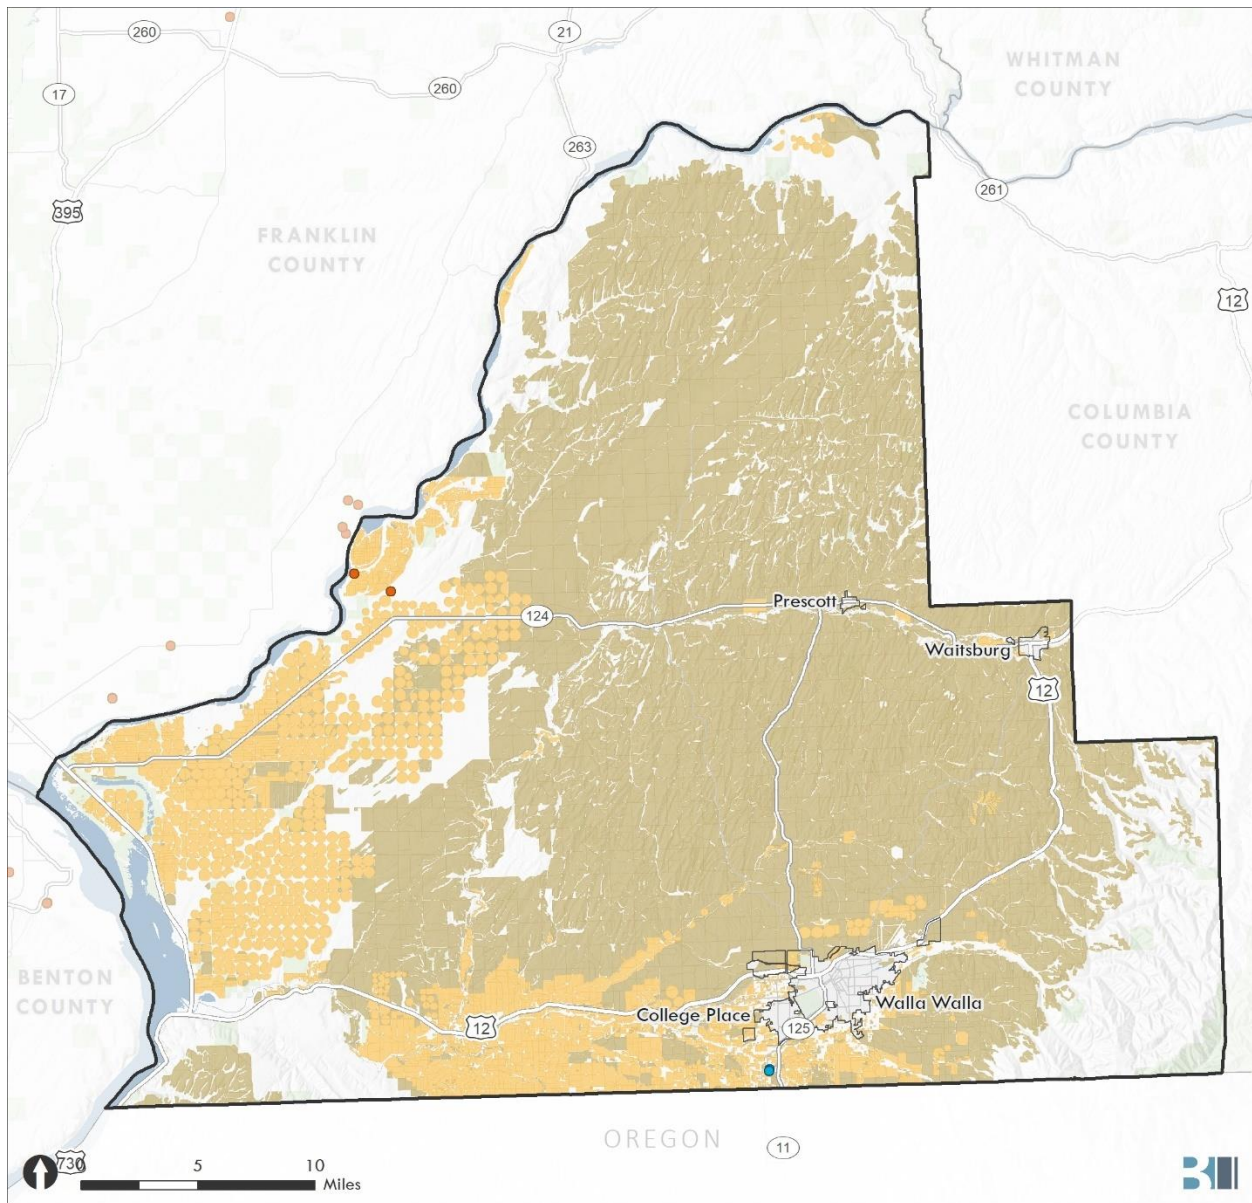 260
21
WHITMAN
COUNTY
17
260
263
261
395
FRANKLIN
COUNTY
12
COLUMBIA
COUNTY
124
Prescott
Waitsburg
12
BENTON
COUNTY
12
College Place
Walla Walla
125
OREGON
11
730
0
5
10
Miles